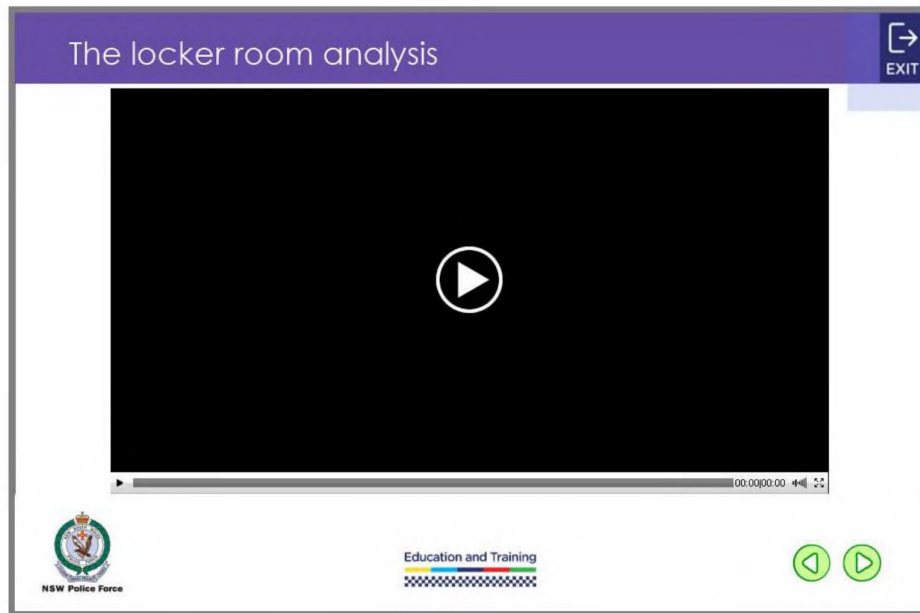 The locker room analysis
EXIT
00:00|00:00
NSW Police Force
Education and Training